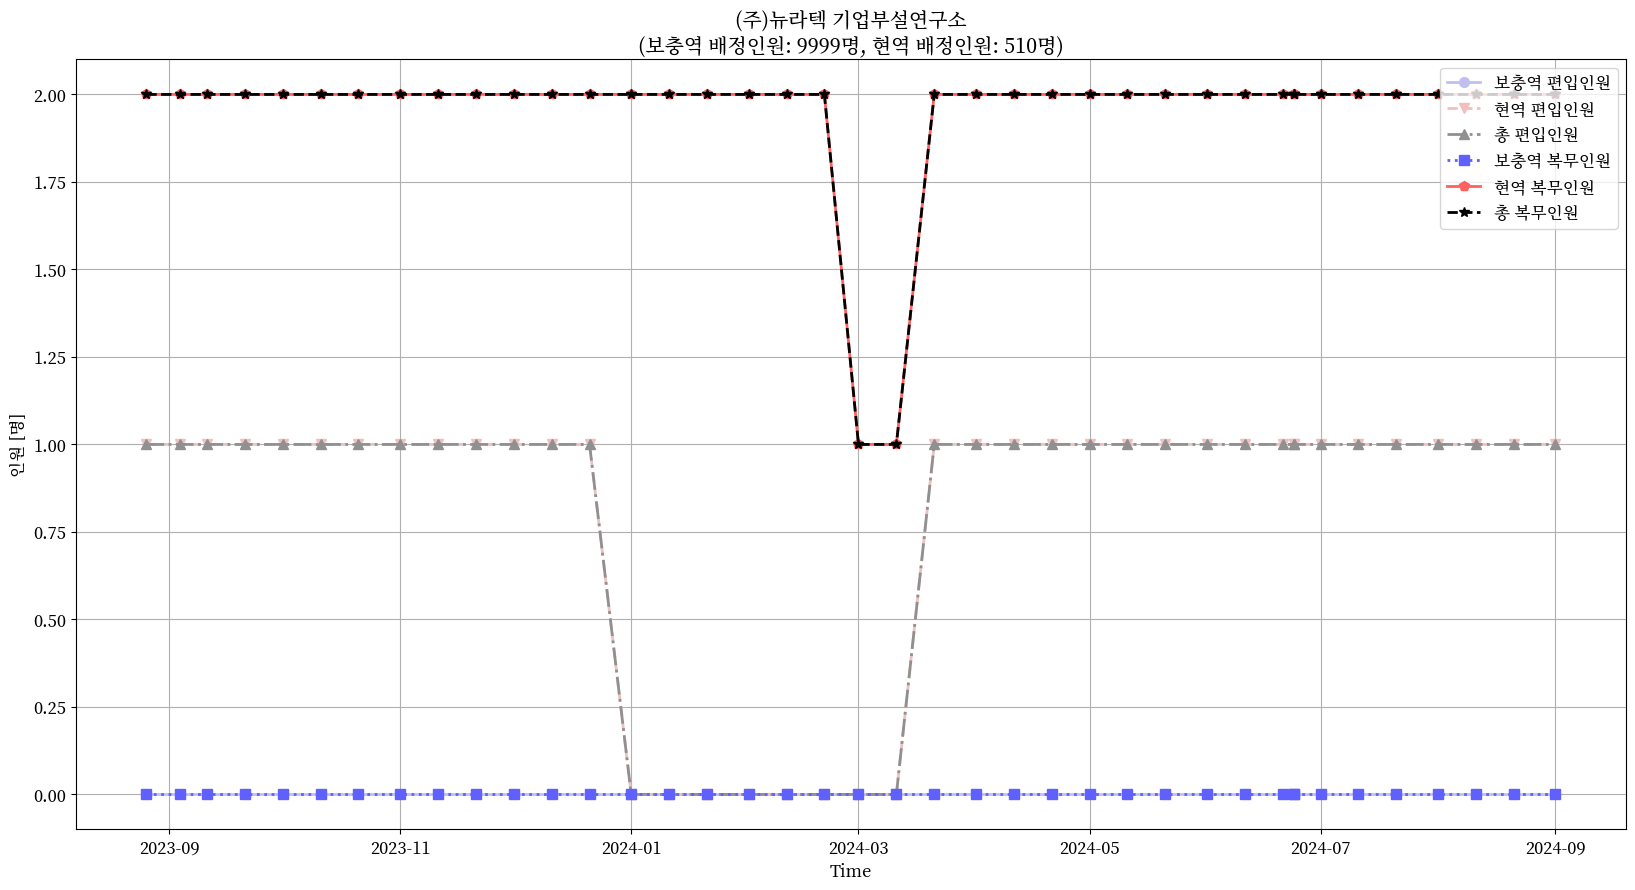 (주)뉴라텍 기업부설연구소
(보충역 배정인원: 9999명, 현역 배정인원: 510명)
보충역 편입인원
현역 편입인원
총 편입인원
보충역 복무인원
현역 복무인원
총 복무인원
인원 [명]
2.00
1.75
1.50
1.25
1.00
0.75
0.50
0.25
0.00
2023-09
2023-11
2024-01
2024-03
2024-05
2024-07
2024-09
Time